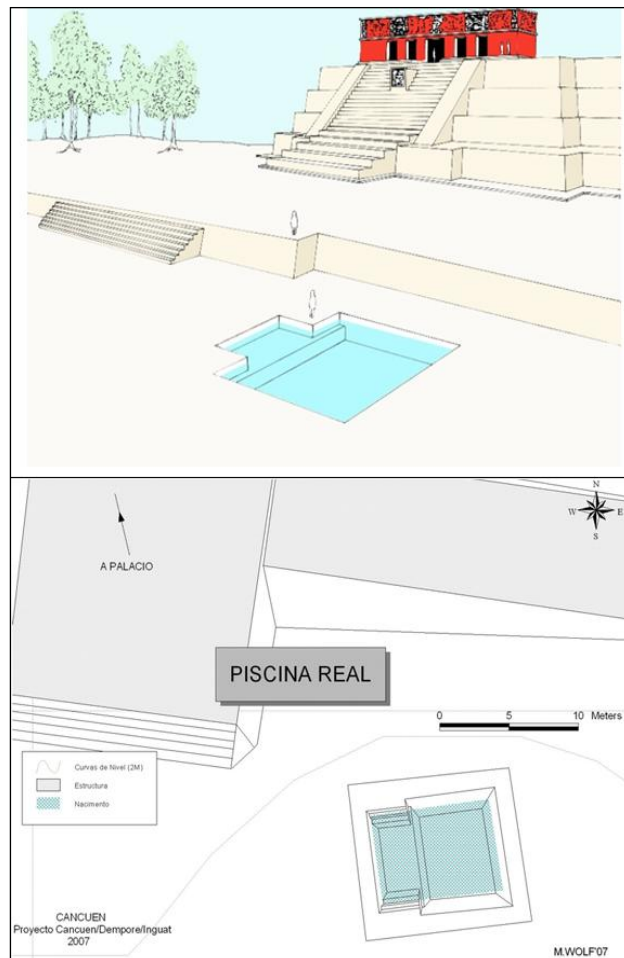 N
W E
S
A PALACIO
PISCINA REAL
0 5 10 Meters
Curvas de Nivel (2M)
Estructura
Nacimento
CANCUEN
Proyecto Cancuen/Dempore/Inguat
2007
M.WOLF'07